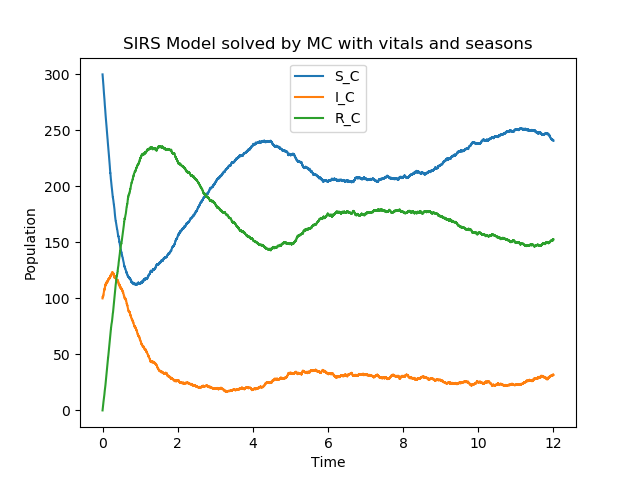 SIRS Model solved by MC with vitals and seasons
S_C
I_C
R_C
300
250
200
150
100
50
0
Population
0 2 4 6 8 10 12
Time